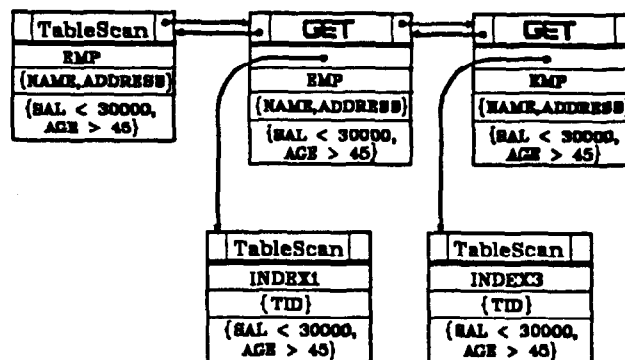 TableScan
EMP
{NAME,ADDRESS}
{SAL < 30000,
AGE > 45}
GET
EMP
{NAME,ADDRESS}
{SAL < 30000,
AGE > 45}
GET
EMP
{NAME,ADDRESS}
{SAL < 30000,
AGE > 45}
TableScan
INDEX1
{TID}
{SAL < 30000,
AGE > 45}
TableScan
INDEX3
{TID}
{SAL < 30000,
AGE > 45}